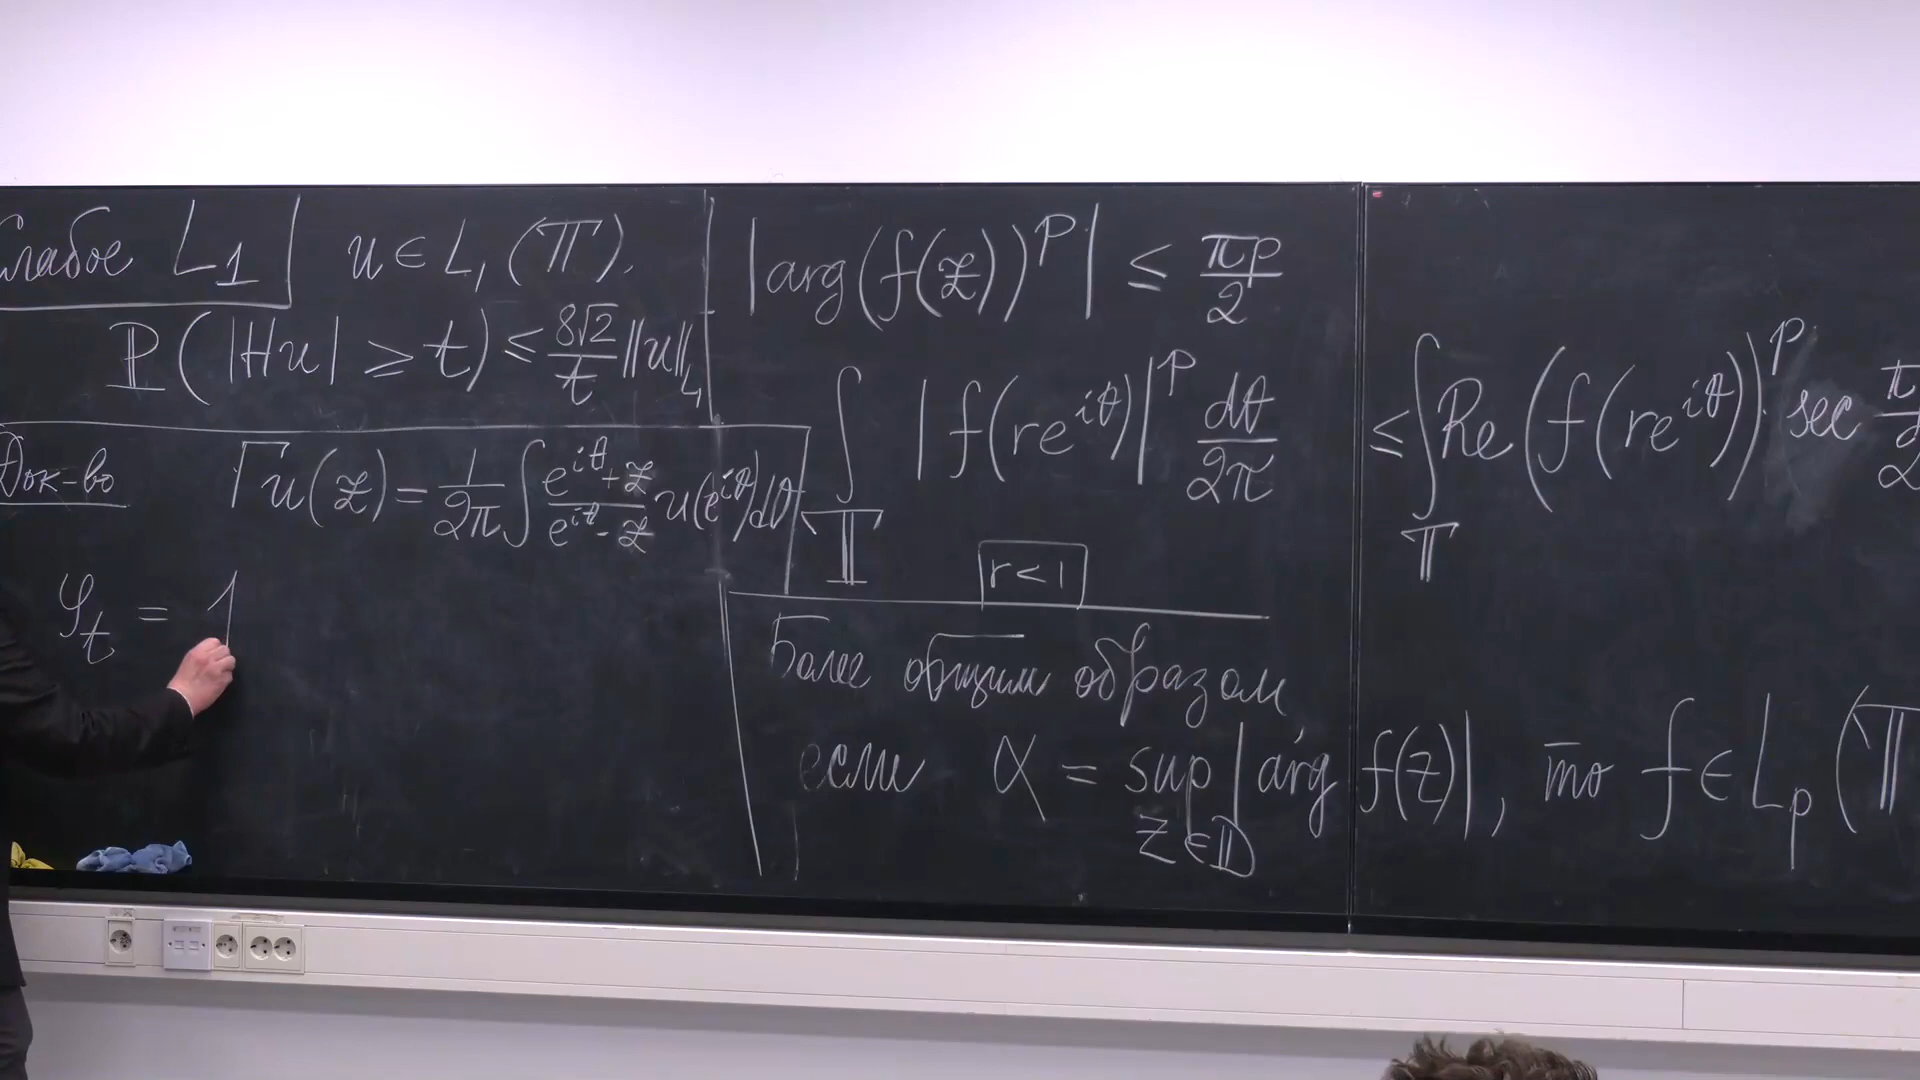 Слабое L₁ u ∈ L₁(𝕋).
ℙ(|Hu| ⩾ t) ≤ 8√2/t ‖u‖_{L₁}
Док-во Γu(z) = 1/2π ∫ (e^{iθ}+z)/(e^{iθ}-z) u(e^{iθ})dθ
φ_t = 1
|arg(f(z))^p| ≤ πp/2
∫_𝕋 |f(re^{iθ})|^p dθ/2π ≤ ∫_𝕋 Re(f(re^{iθ}))^p · sec π
r<1
Более общим образом
если α = sup_{z∈𝔻} |arg f(z)|, то f ∈ L_p(𝕋